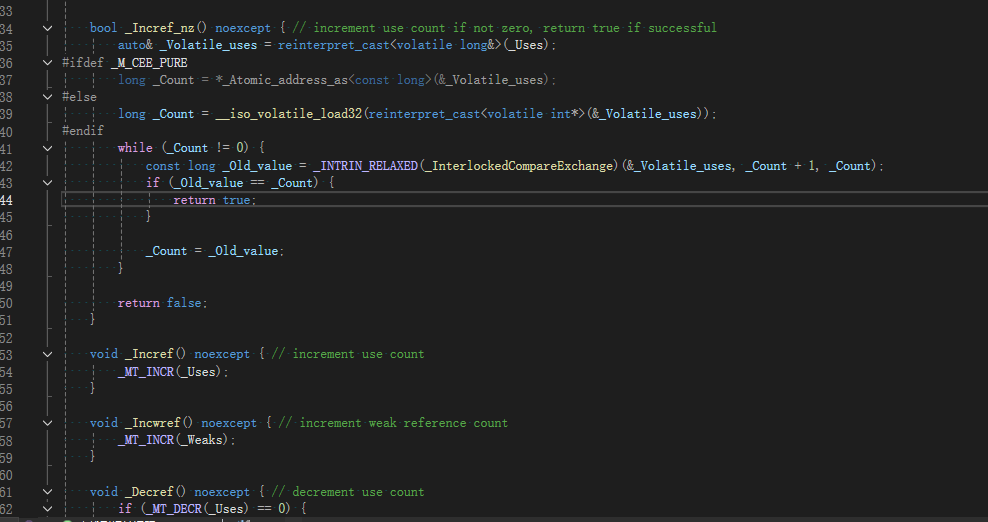 33
34 bool _Incref_nz() noexcept { // increment use count if not zero, return true if successful
35 auto& _Volatile_uses = reinterpret_cast<volatile long&>(_Uses);
36 #ifdef _M_CEE_PURE
37 long _Count = *_Atomic_address_as<const long>(&_Volatile_uses);
38 #else
39 long _Count = __iso_volatile_load32(reinterpret_cast<volatile int*>(&_Volatile_uses));
40 #endif
41 while (_Count != 0) {
42 const long _Old_value = _INTRIN_RELAXED(_InterlockedCompareExchange)(&_Volatile_uses, _Count + 1, _Count);
43 if (_Old_value == _Count) {
44 return true;
45 }
46
47 _Count = _Old_value;
48 }
49
50 return false;
51 }
52
53 void _Incref() noexcept { // increment use count
54 _MT_INCR(_Uses);
55 }
56
57 void _Incwref() noexcept { // increment weak reference count
58 _MT_INCR(_Weaks);
59 }
60
61 void _Decref() noexcept { // decrement use count
62 if (_MT_DECR(_Uses) == 0) {